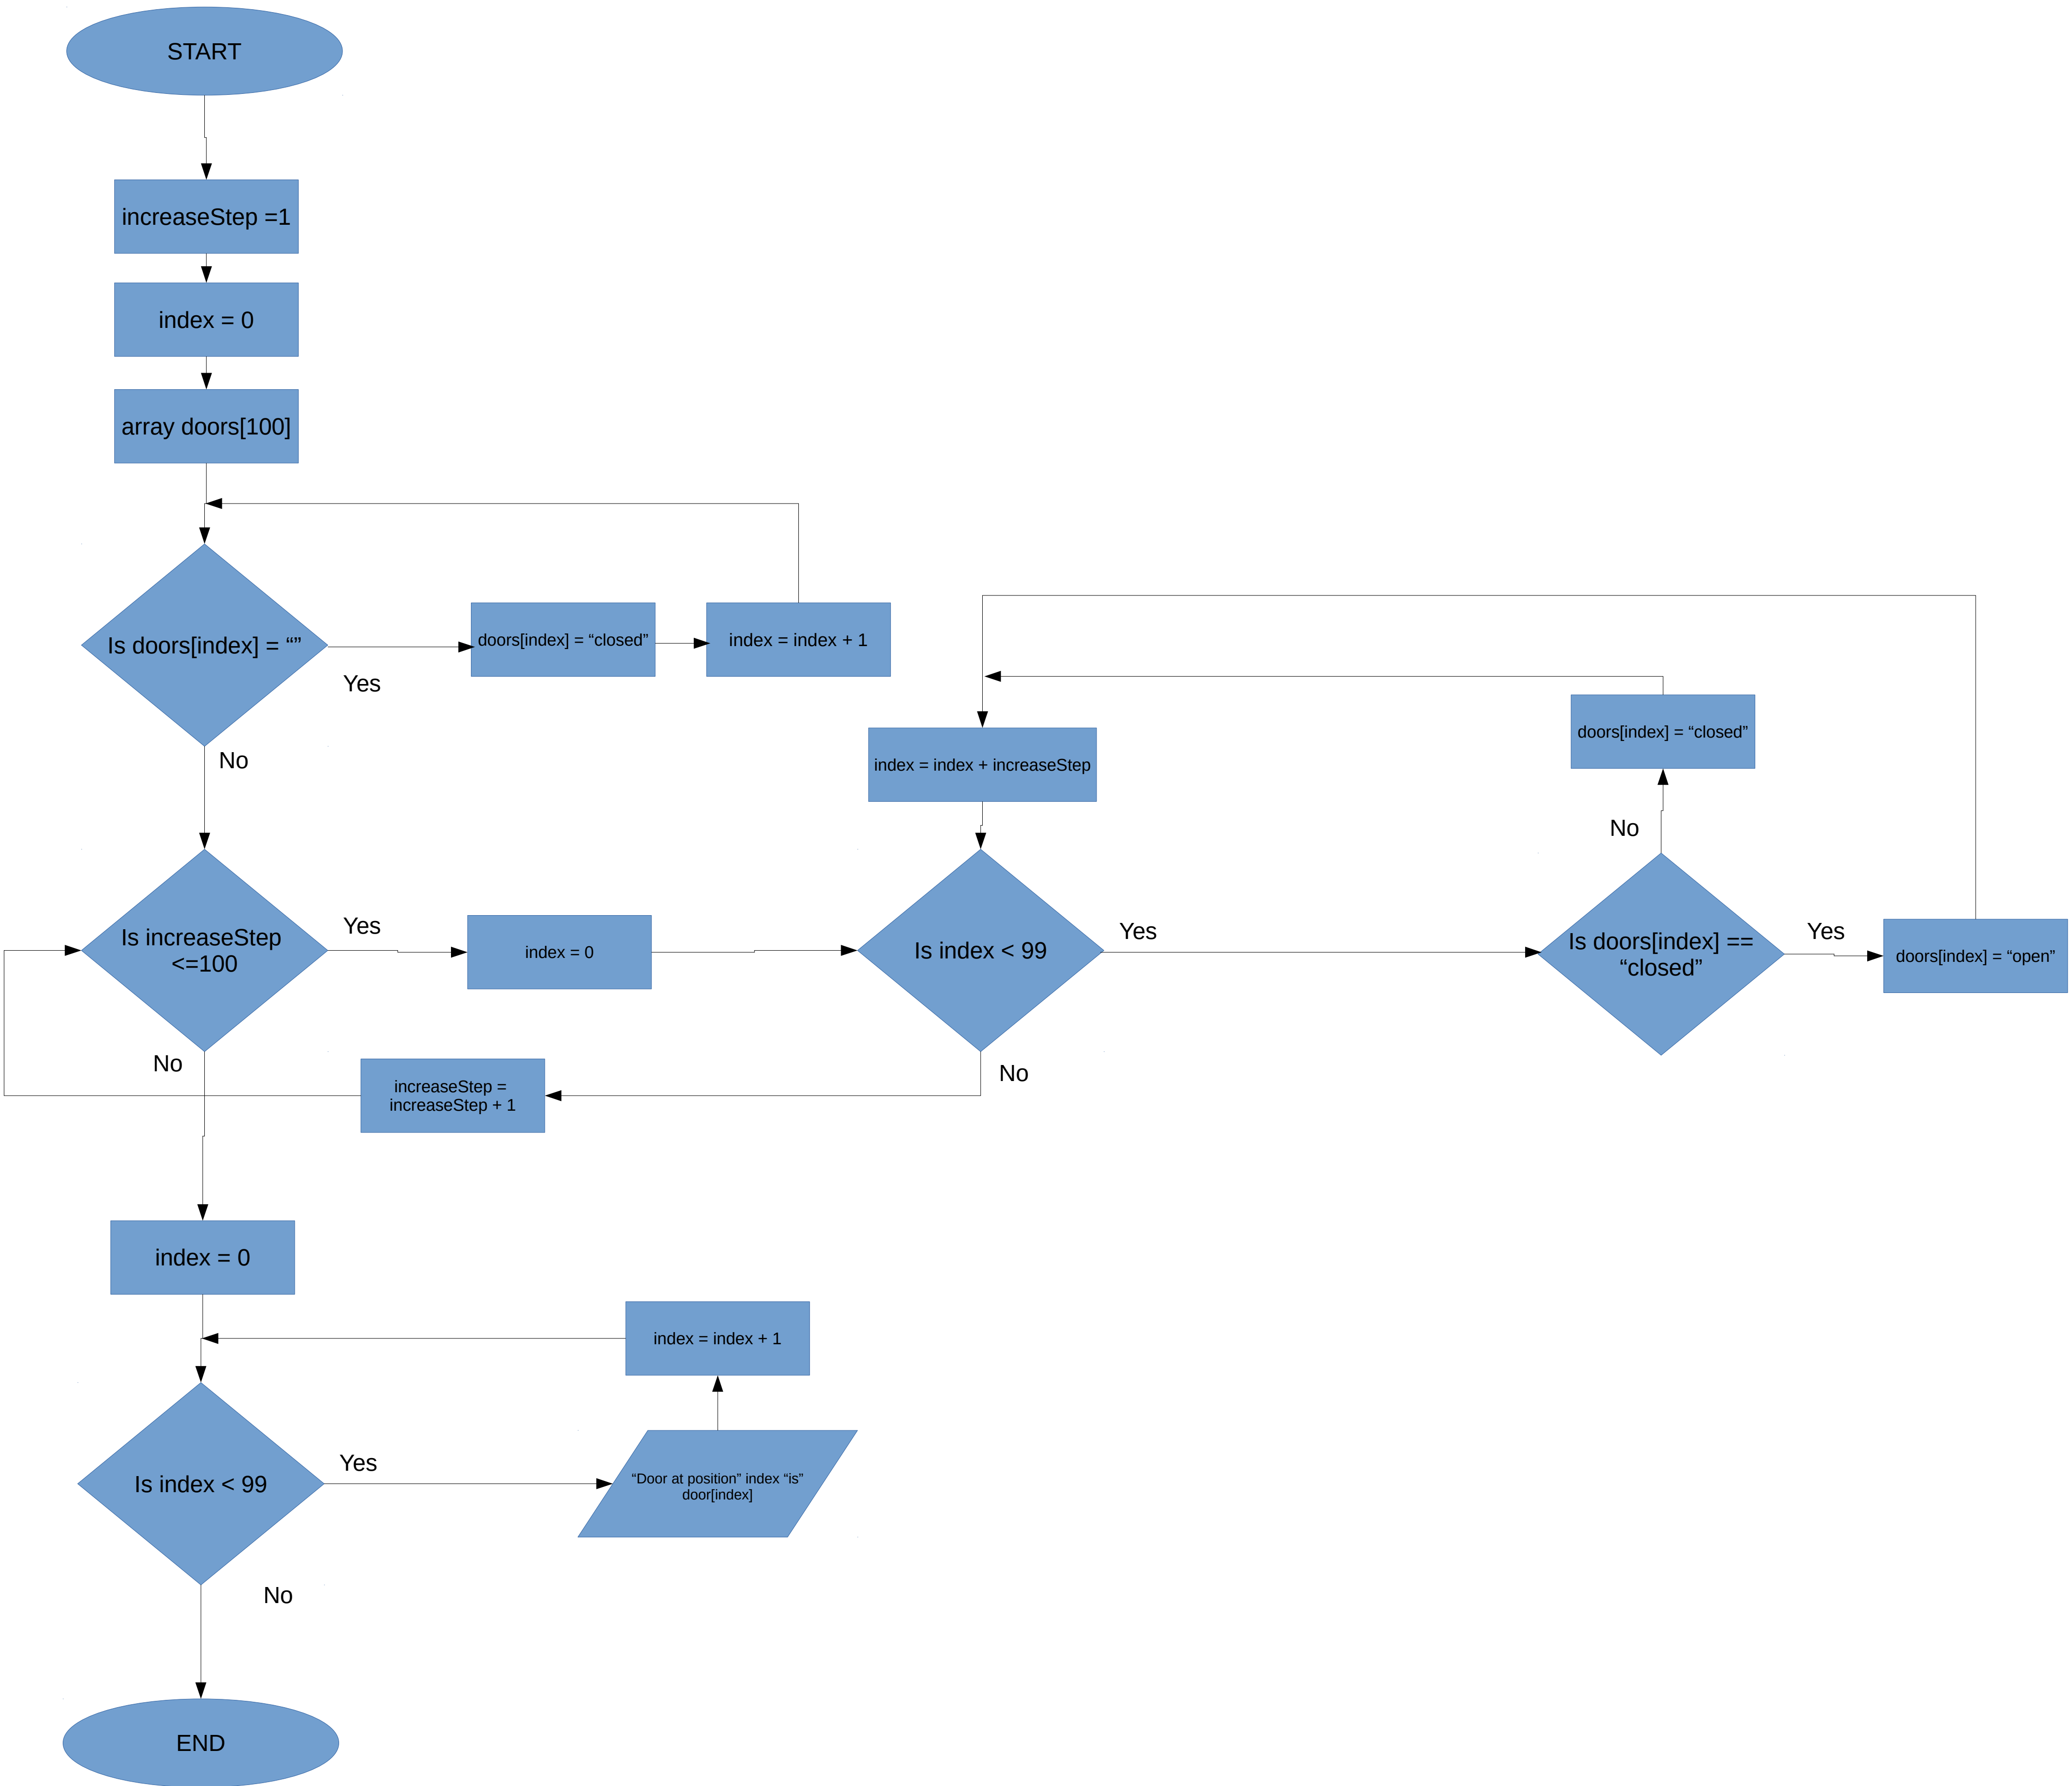 START
increaseStep =1
index = 0
array doors[100]
Is doors[index] = “”
Yes
doors[index] = “closed”
index = index + 1
No
index = index + increaseStep
doors[index] = “closed”
No
Is increaseStep
<=100
Yes
index = 0
Is index < 99
Yes
Is doors[index] ==
“closed”
Yes
doors[index] = “open”
No
increaseStep =
increaseStep + 1
No
index = 0
index = index + 1
Is index < 99
Yes
“Door at position” index “is”
door[index]
No
END